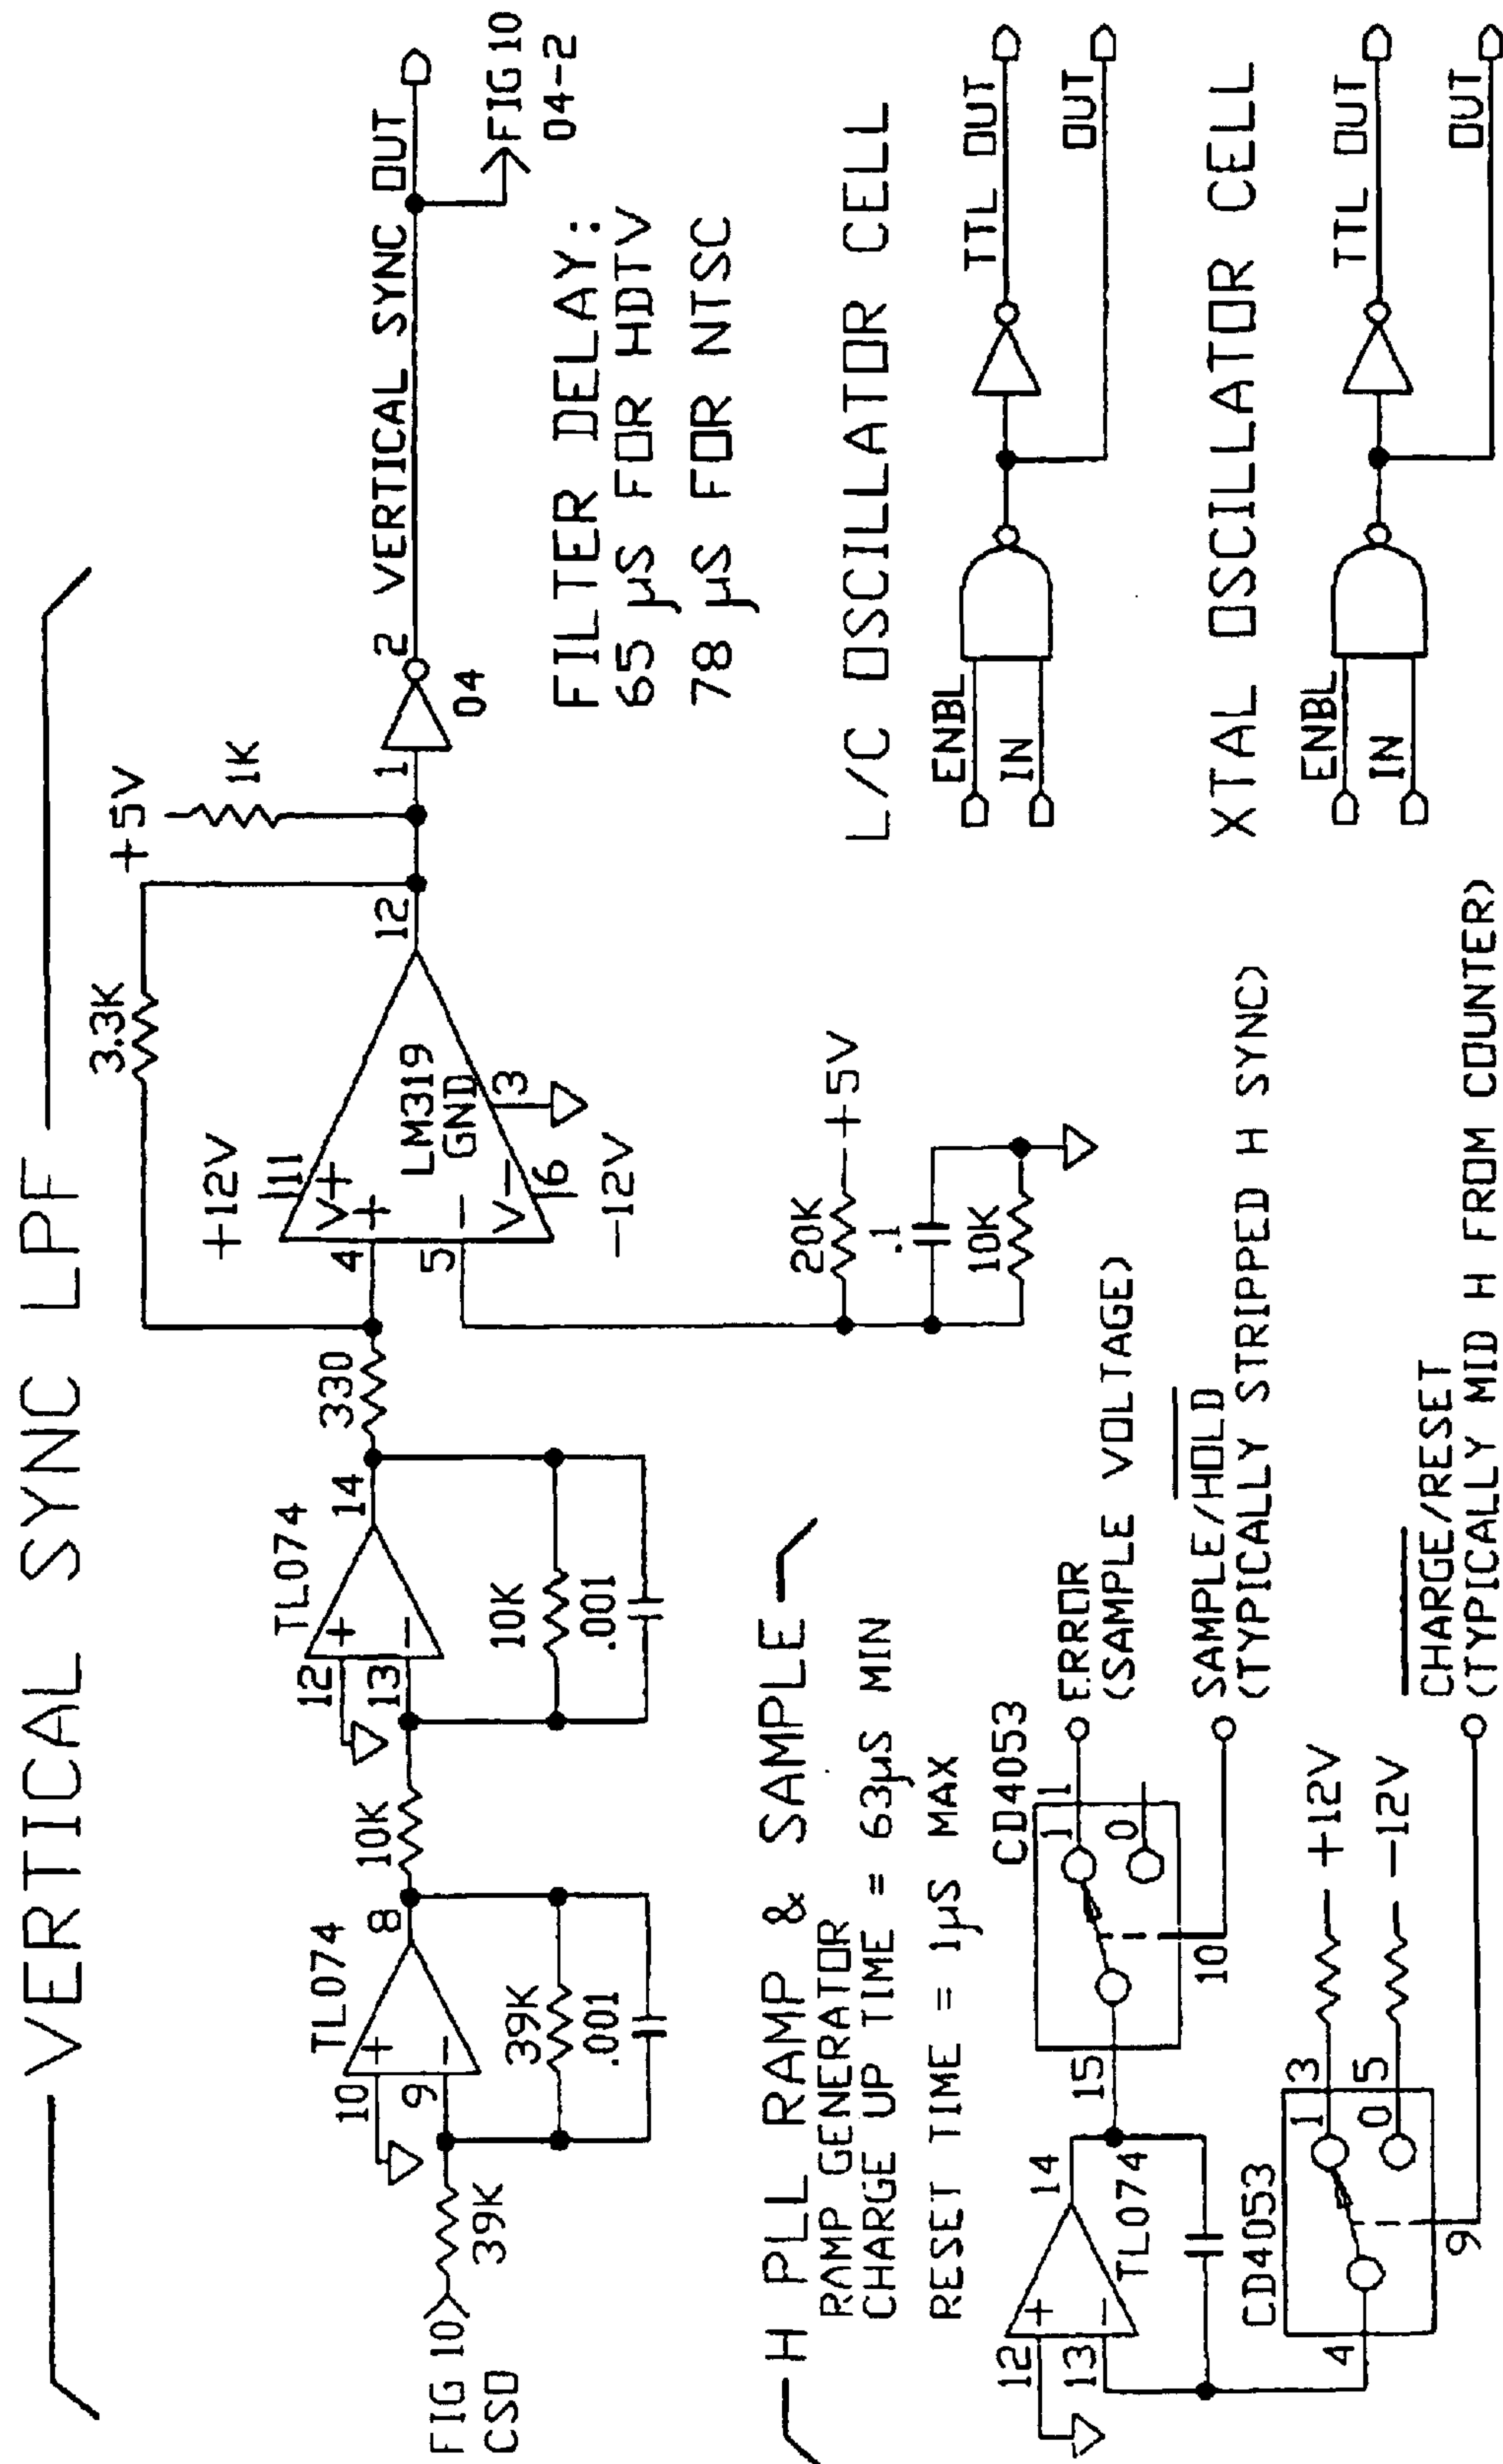 VERTICAL SYNC LPF
FIG 10
CSO
39K
10
9
TL074
8
39K
.001
10K
12
13
TL074
14
10K
.001
330
3.3K
+12V
11
V+
4
5
LM319
GND
3
V-
6
-12V
12
+5V
1K
1
2
04
VERTICAL SYNC OUT
FIG 10
04-2
20K
+5V
.1
10K
FILTER DELAY:
65 μS FOR HDTV
78 μS FOR NTSC
H PLL RAMP & SAMPLE
RAMP GENERATOR
CHARGE UP TIME = 63μS MIN
RESET TIME = 1μS MAX
12
13
14
TL074
15
CD4053
1
1
0
10
ERROR
(SAMPLE VOLTAGE)
SAMPLE/HOLD
(TYPICALLY STRIPPED H SYNC)
CD4053
4
1
3
0
5
9
+12V
-12V
CHARGE/RESET
(TYPICALLY MID H FROM COUNTER)
L/C OSCILLATOR CELL
ENBL
IN
TTL OUT
OUT
XTAL OSCILLATOR CELL
ENBL
IN
TTL OUT
OUT